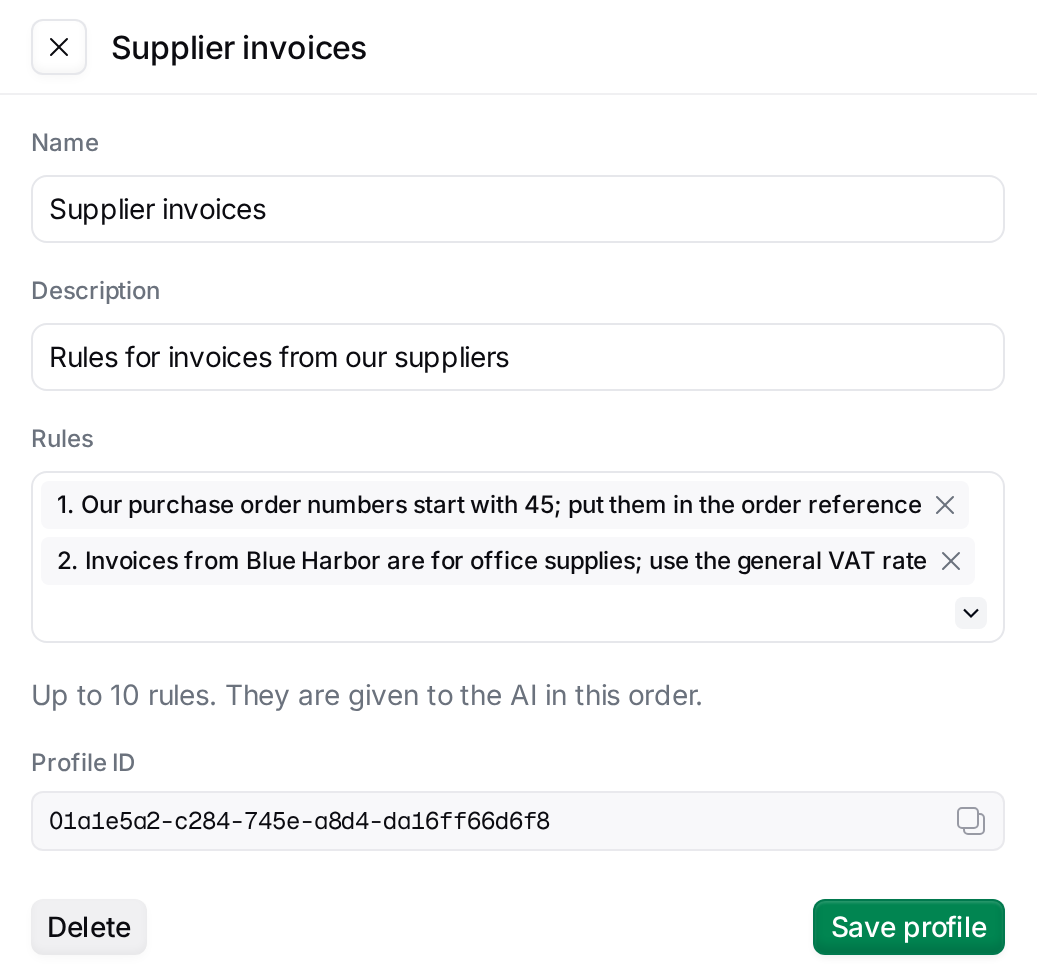 Supplier invoices
Name
Supplier invoices
Description
Rules for invoices from our suppliers
Rules
1. Our purchase order numbers start with 45; put them in the order reference
2. Invoices from Blue Harbor are for office supplies; use the general VAT rate
Up to 10 rules. They are given to the AI in this order.
Profile ID
01a1e5a2-c284-745e-a8d4-da16ff66d6f8
Delete
Save profile